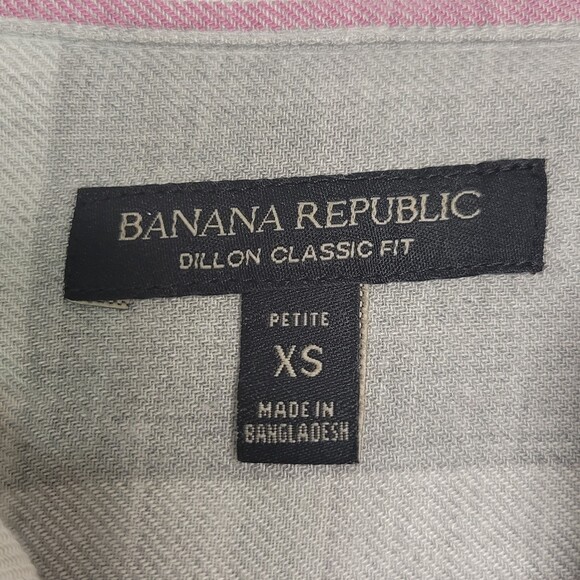 BANANA REPUBLIC
DILLON CLASSIC FIT
PETITE
XS
MADE IN
BANGLADESH